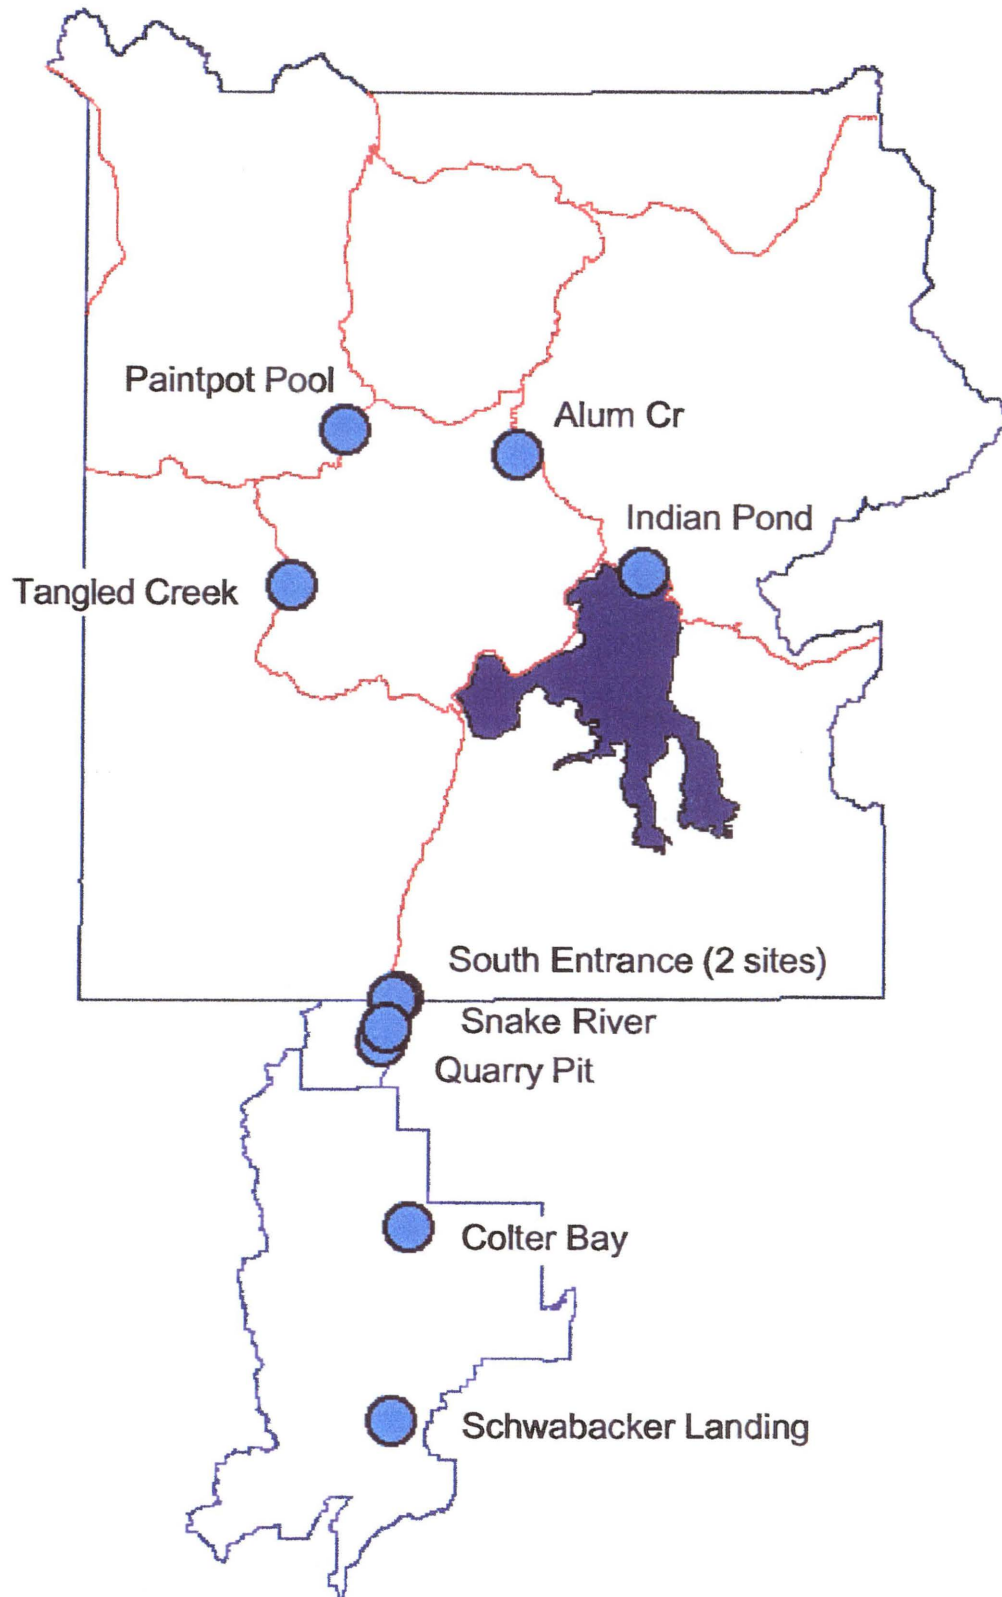 Paintpot Pool
Alum Cr
Indian Pond
Tangled Creek
South Entrance (2 sites)
Snake River
Quarry Pit
Colter Bay
Schwabacker Landing